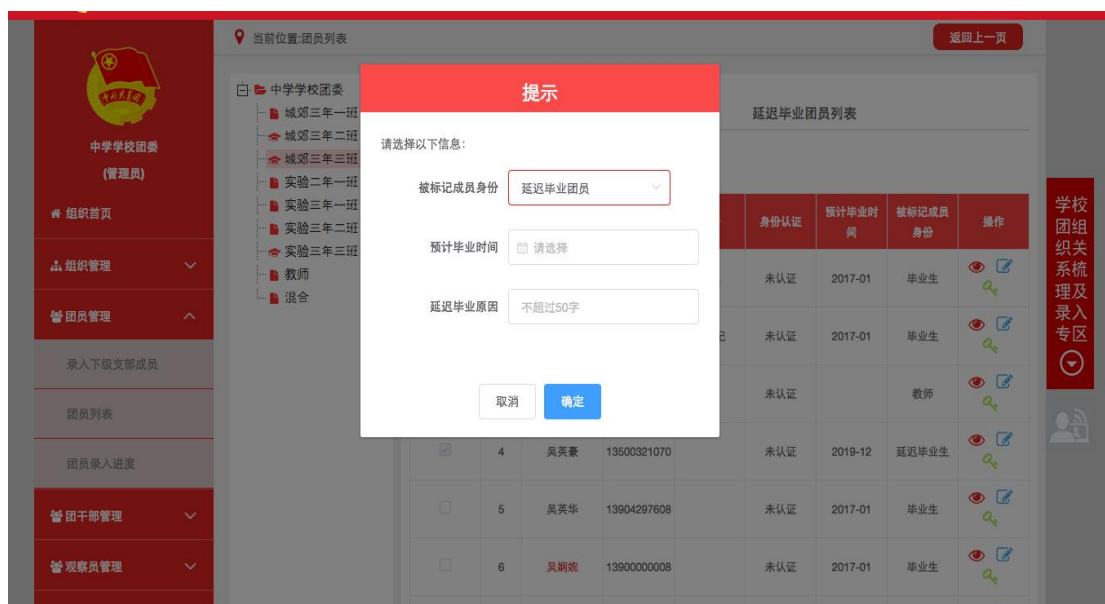 当前位置:团员列表
返回上一页
中学学校团委
(管理员)
组织首页
组织管理
团员管理
录入下级支部成员
团员列表
团员录入进度
团干部管理
观察员管理
中学学校团委
城郊三年一班
城郊三年二班
城郊三年三班
实验二年一班
实验三年一班
实验三年二班
实验三年三班
教师
混合
提示
请选择以下信息:
被标记成员身份 延迟毕业团员
预计毕业时间 请选择
延迟毕业原因 不超过50字
取消 确定
延迟毕业团员列表
身份认证 预计毕业时间 被标记成员身份 操作
未认证 2017-01 毕业生
未认证 2017-01 毕业生
未认证 教师
4 吴英豪 13500321070 未认证 2019-12 延迟毕业生
5 吴英华 13904297608 未认证 2017-01 毕业生
6 吴婀婉 13900000008 未认证 2017-01 毕业生
学校
团组
织关
系梳
理及
录入
专区